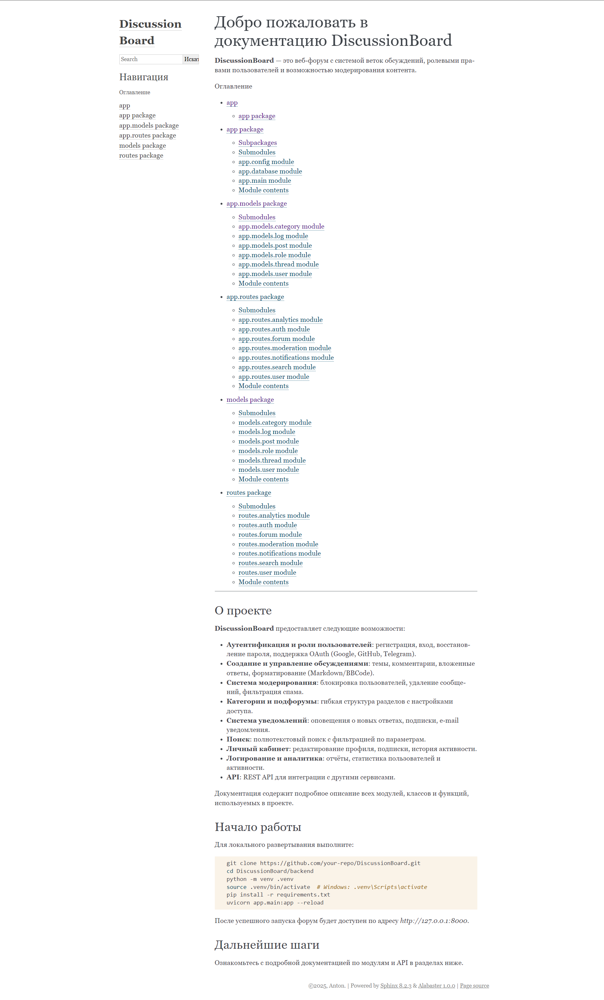 Discussion
Board
Search
Искат
Навигация
Оглавление
app
app package
app.models package
app.routes package
models package
routes package
Добро пожаловать в
документацию DiscussionBoard
DiscussionBoard — это веб-форум с системой веток обсуждений, ролевыми пра-
вами пользователей и возможностью модерирования контента.
Оглавление
app
app package
app package
Subpackages
Submodules
app.config module
app.database module
app.main module
Module contents
app.models package
Submodules
app.models.category module
app.models.log module
app.models.post module
app.models.role module
app.models.thread module
app.models.user module
Module contents
app.routes package
Submodules
app.routes.analytics module
app.routes.auth module
app.routes.forum module
app.routes.moderation module
app.routes.notifications module
app.routes.search module
app.routes.user module
Module contents
models package
Submodules
models.category module
models.log module
models.post module
models.role module
models.thread module
models.user module
Module contents
routes package
Submodules
routes.analytics module
routes.auth module
routes.forum module
routes.moderation module
routes.notifications module
routes.search module
routes.user module
Module contents
О проекте
DiscussionBoard предоставляет следующие возможности:
Аутентификация и роли пользователей: регистрация, вход, восстанов-
ление пароля, поддержка OAuth (Google, GitHub, Telegram).
Создание и управление обсуждениями: темы, комментарии, вложенные
ответы, форматирование (Markdown/BBCode).
Система модерирования: блокировка пользователей, удаление сообще-
ний, фильтрация спама.
Категории и подфорумы: гибкая структура разделов с настройками
доступа.
Система уведомлений: оповещения о новых ответах, подписки, e-mail
уведомления.
Поиск: полнотекстовый поиск с фильтрацией по параметрам.
Личный кабинет: редактирование профиля, подписки, история активности.
Логирование и аналитика: отчёты, статистика пользователей и
активности.
API: REST API для интеграции с другими сервисами.
Документация содержит подробное описание всех модулей, классов и функций,
используемых в проекте.
Начало работы
Для локального развертывания выполните:
git clone https://github.com/your-repo/DiscussionBoard.git
cd DiscussionBoard/backend
python -m venv .venv
source .venv/bin/activate  # Windows: .venv\Scripts\activate
pip install -r requirements.txt
uvicorn app.main:app --reload
После успешного запуска форум будет доступен по адресу http://127.0.0.1:8000.
Дальнейшие шаги
Ознакомьтесь с подробной документацией по модулям и API в разделах ниже.
©2025, Anton. | Powered by Sphinx 8.2.3 & Alabaster 1.0.0 | Page source